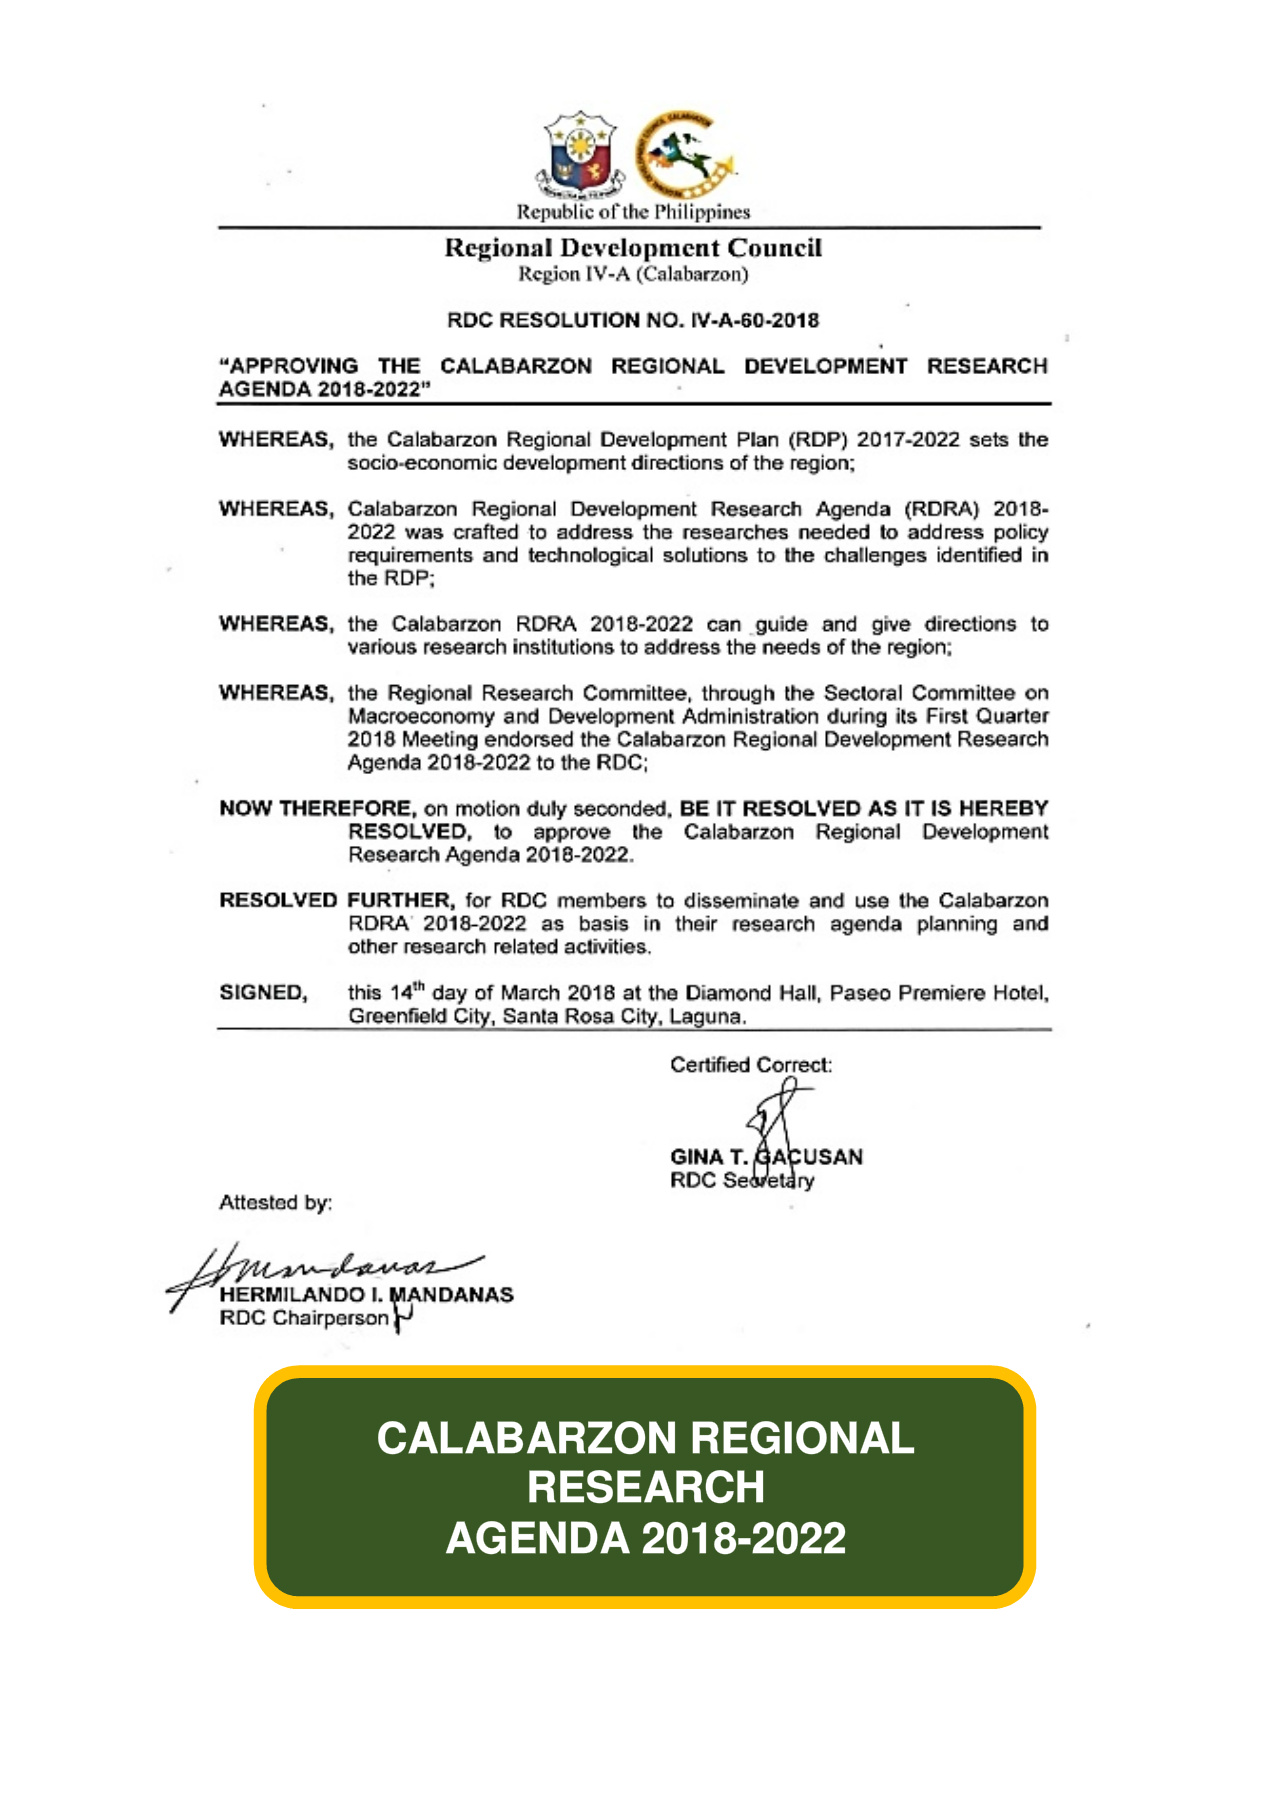 Republic of the Philippines
Regional Development Council
Region IV-A (Calabarzon)
RDC RESOLUTION NO. IV-A-60-2018
“APPROVING THE CALABARZON REGIONAL DEVELOPMENT RESEARCH
AGENDA 2018-2022”
WHEREAS, the Calabarzon Regional Development Plan (RDP) 2017-2022 sets the
socio-economic development directions of the region;
WHEREAS, Calabarzon Regional Development Research Agenda (RDRA) 2018-
2022 was crafted to address the researches needed to address policy
requirements and technological solutions to the challenges identified in
the RDP;
WHEREAS, the Calabarzon RDRA 2018-2022 can guide and give directions to
various research institutions to address the needs of the region;
WHEREAS, the Regional Research Committee, through the Sectoral Committee on
Macroeconomy and Development Administration during its First Quarter
2018 Meeting endorsed the Calabarzon Regional Development Research
Agenda 2018-2022 to the RDC;
NOW THEREFORE, on motion duly seconded, BE IT RESOLVED AS IT IS HEREBY
RESOLVED, to approve the Calabarzon Regional Development
Research Agenda 2018-2022.
RESOLVED FURTHER, for RDC members to disseminate and use the Calabarzon
RDRA 2018-2022 as basis in their research agenda planning and
other research related activities.
SIGNED, this 14th day of March 2018 at the Diamond Hall, Paseo Premiere Hotel,
Greenfield City, Santa Rosa City, Laguna.
Certified Correct:
GINA T. GACUSAN
RDC Secretary
Attested by:
HERMILANDO I. MANDANAS
RDC Chairperson
CALABARZON REGIONAL
RESEARCH
AGENDA 2018-2022